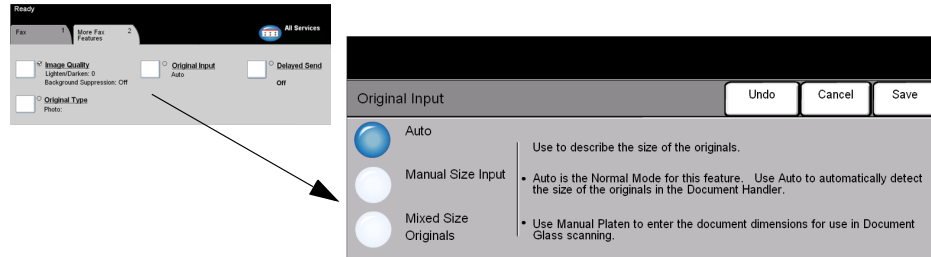 Ready
Fax 1
More Fax Features 2
All Services
Image Quality
Lighten/Darken: 0
Background Suppression: Off
Original Input
Auto
Delayed Send
Off
Original Type
Photo:
Original Input
Undo
Cancel
Save
Auto
Manual Size Input
Mixed Size
Originals
Use to describe the size of the originals.
• Auto is the Normal Mode for this feature. Use Auto to automatically detect
the size of the originals in the Document Handler.
• Use Manual Platen to enter the document dimensions for use in Document
Glass scanning.